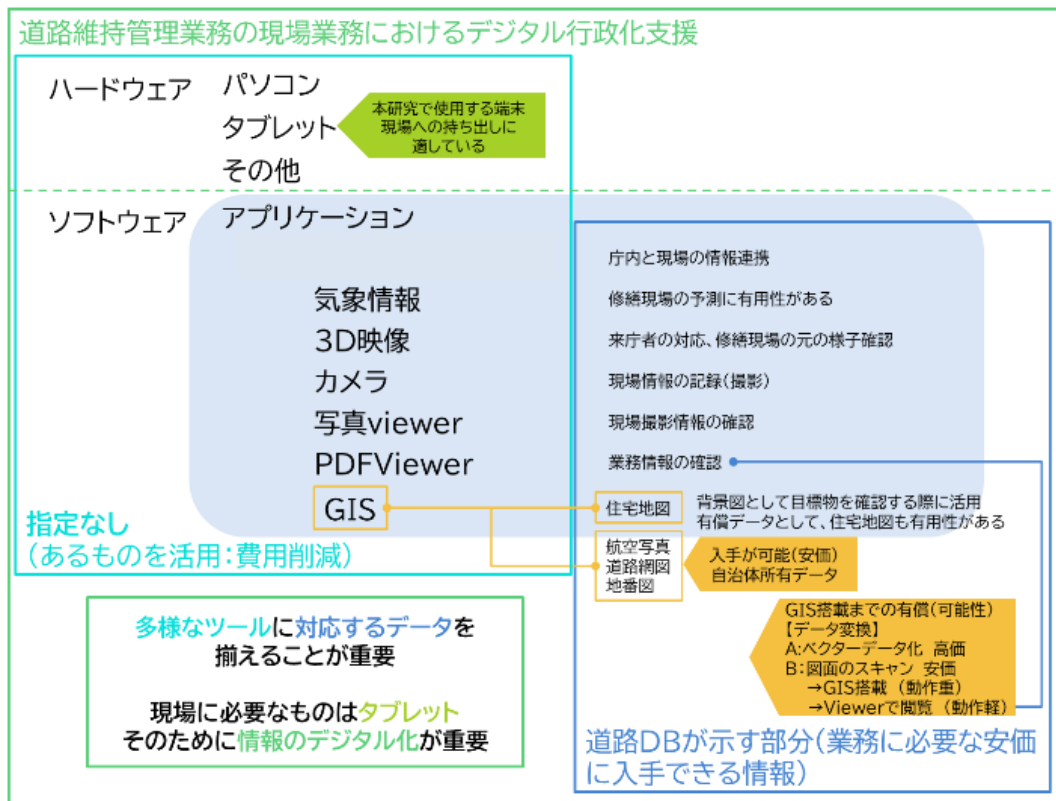 道路維持管理業務の現場業務におけるデジタル行政化支援
ハードウェア
パソコン
タブレット
その他
本研究で使用する端末
現場への持ち出しに
適している
ソフトウェア
アプリケーション
気象情報
3D映像
カメラ
写真viewer
PDFViewer
GIS
指定なし
(あるものを活用:費用削減)
庁内と現場の情報連携
修繕現場の予測に有用性がある
来庁者の対応、修繕現場の元の様子確認
現場情報の記録(撮影)
現場撮影情報の確認
業務情報の確認
住宅地図
背景図として目標物を確認する際に活用
有償データとして、住宅地図も有用性がある
航空写真
道路網図
地番図
入手が可能(安価)
自治体所有データ
GIS搭載までの有償(可能性)
【データ変換】
A:ベクターデータ化 高価
B:図面のスキャン 安価
→GIS搭載 (動作重)
→Viewerで閲覧 (動作軽)
道路DBが示す部分(業務に必要な安価
に入手できる情報)
多様なツールに対応するデータを
揃えることが重要
現場に必要なものはタブレット
そのために情報のデジタル化が重要